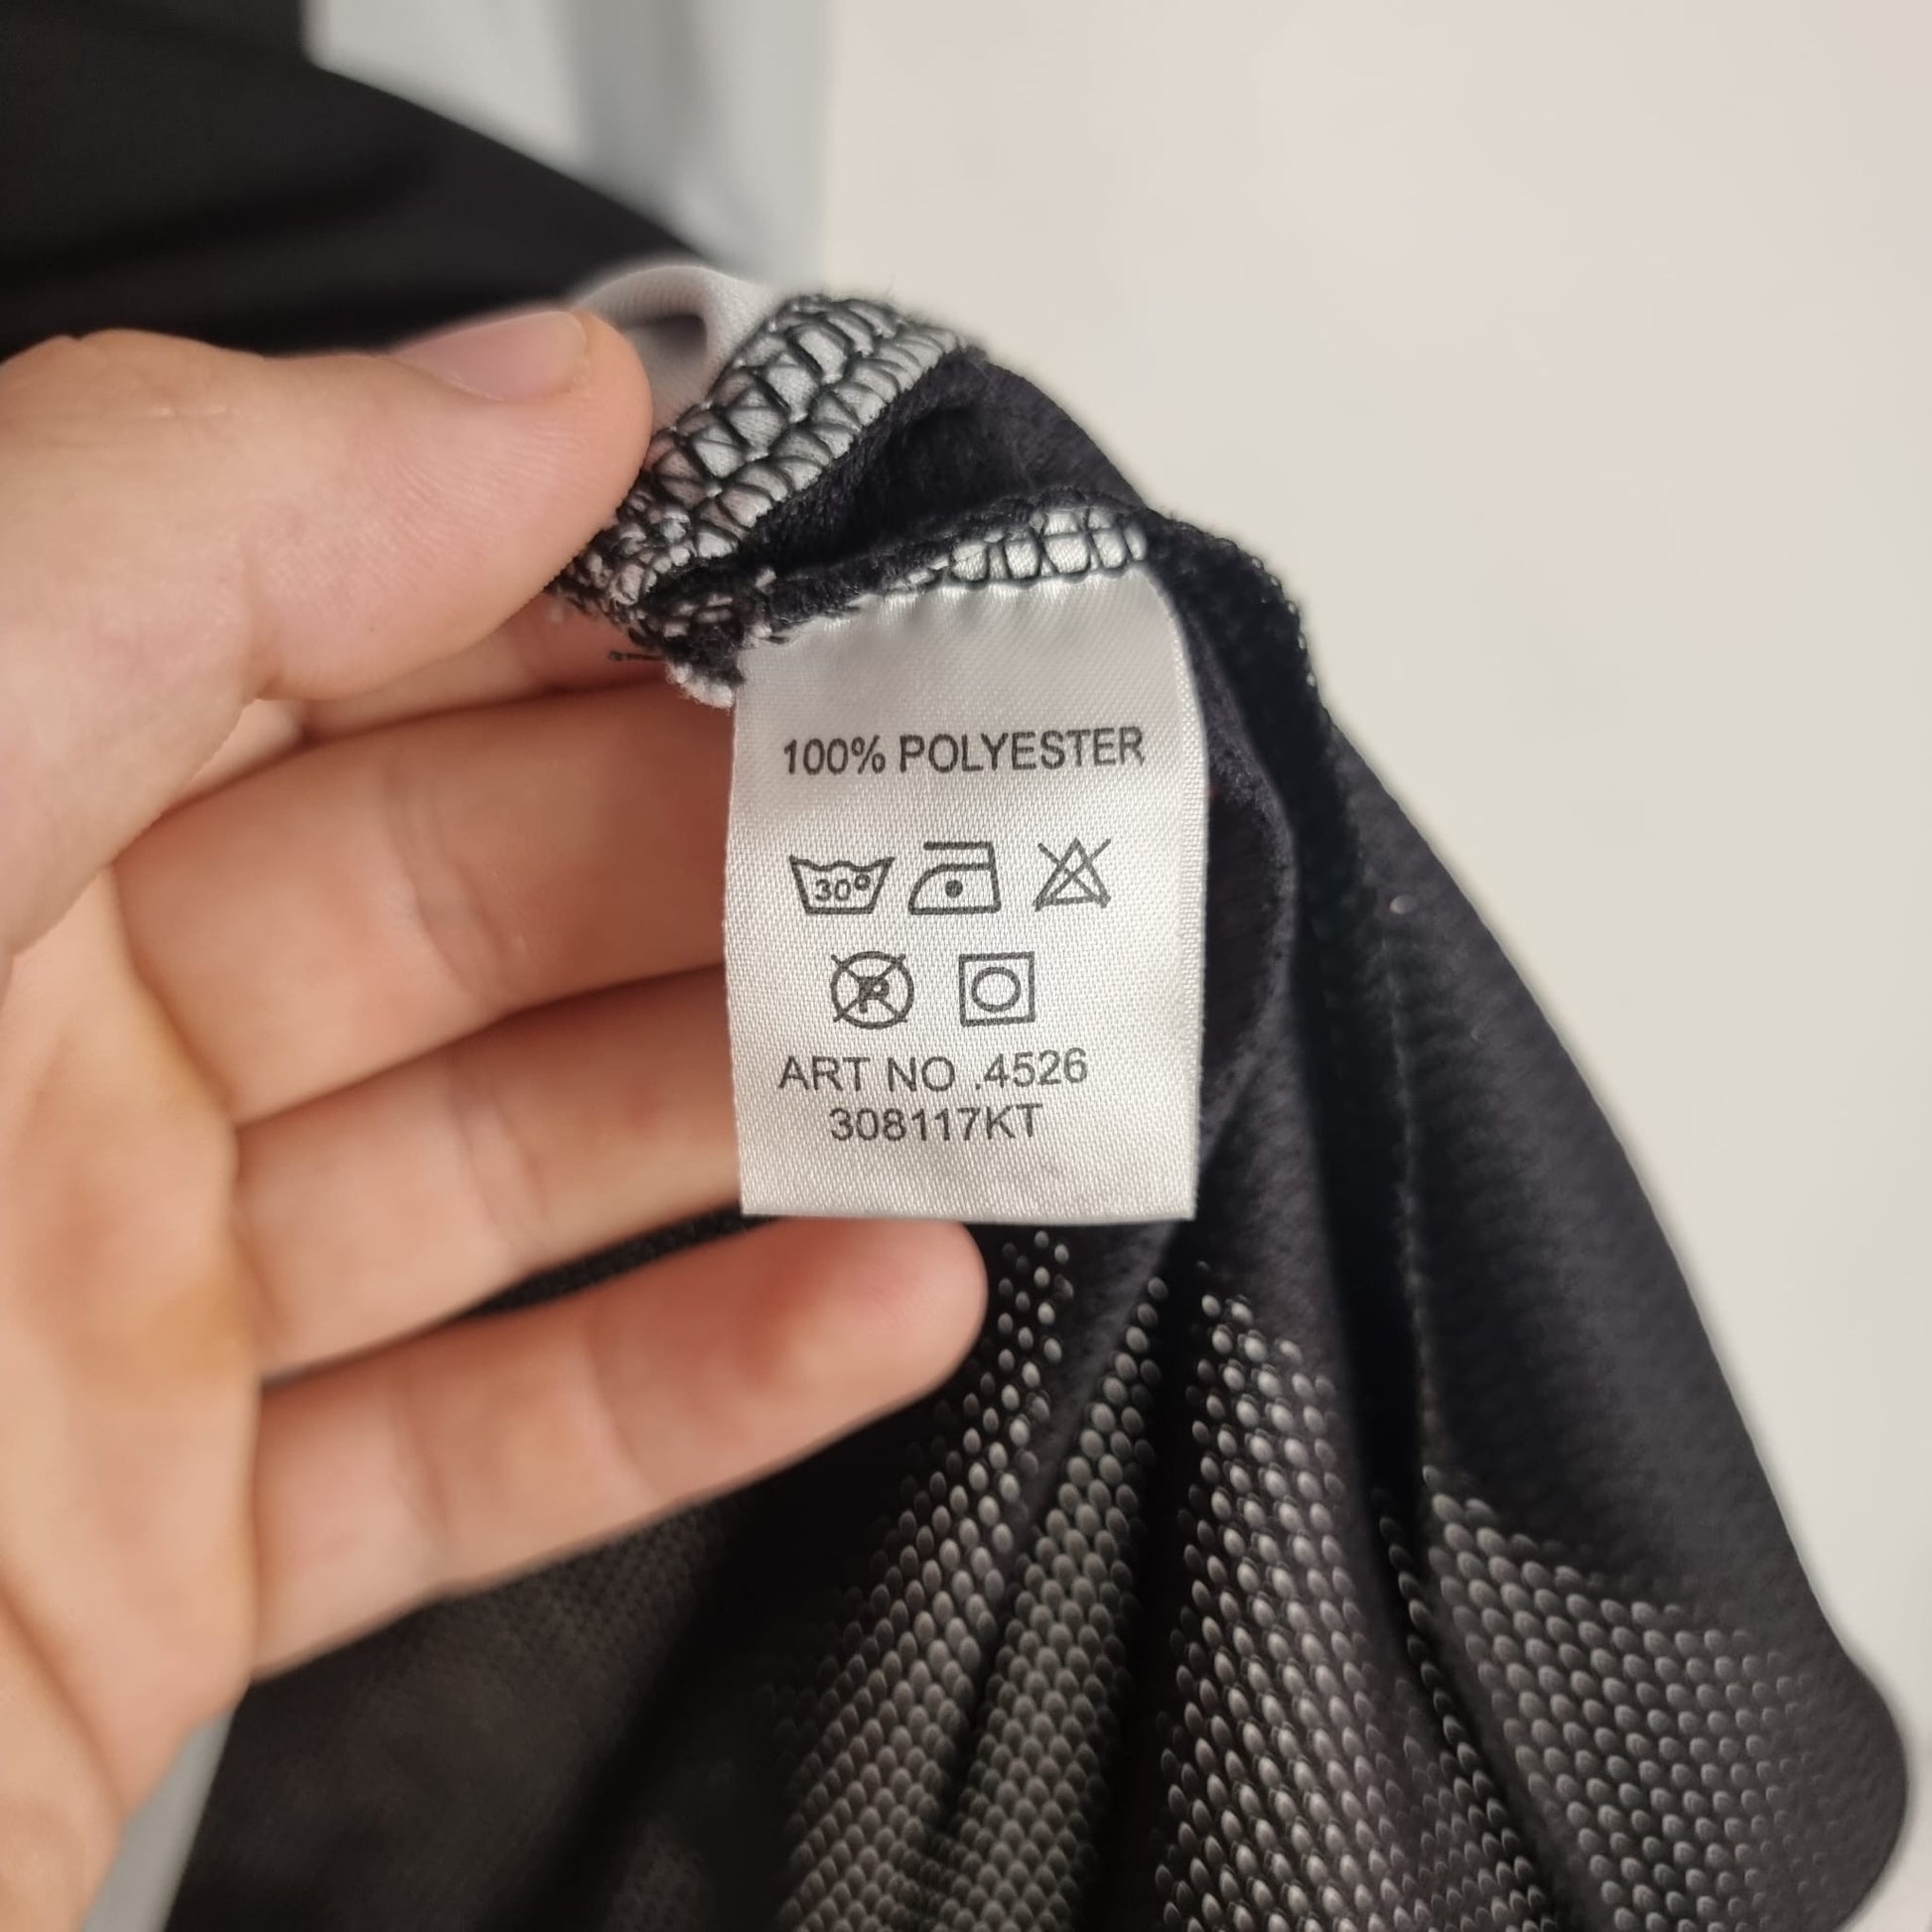 100% POLYESTER
30°
P
ART NO .4526
308117KT